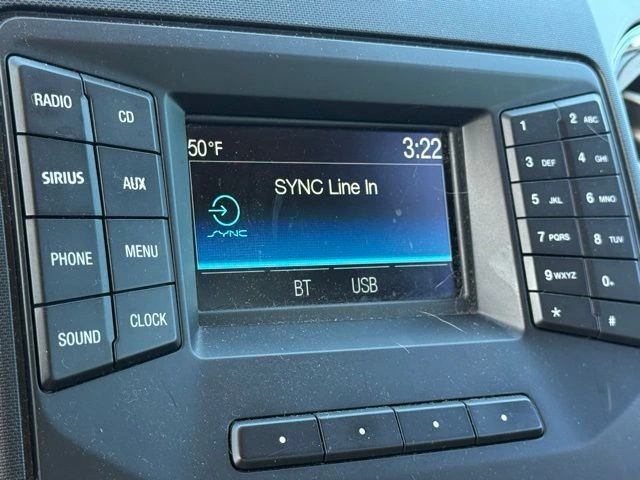 RADIO CD
SIRIUS AUX
PHONE MENU
SOUND CLOCK
50°F 3:22
SYNC Line In
SYNC
BT USB
1 2 ABC
3 DEF 4 GHI
5 JKL 6 MNO
7 PQRS 8 TUV
9 WXYZ 0+
* #